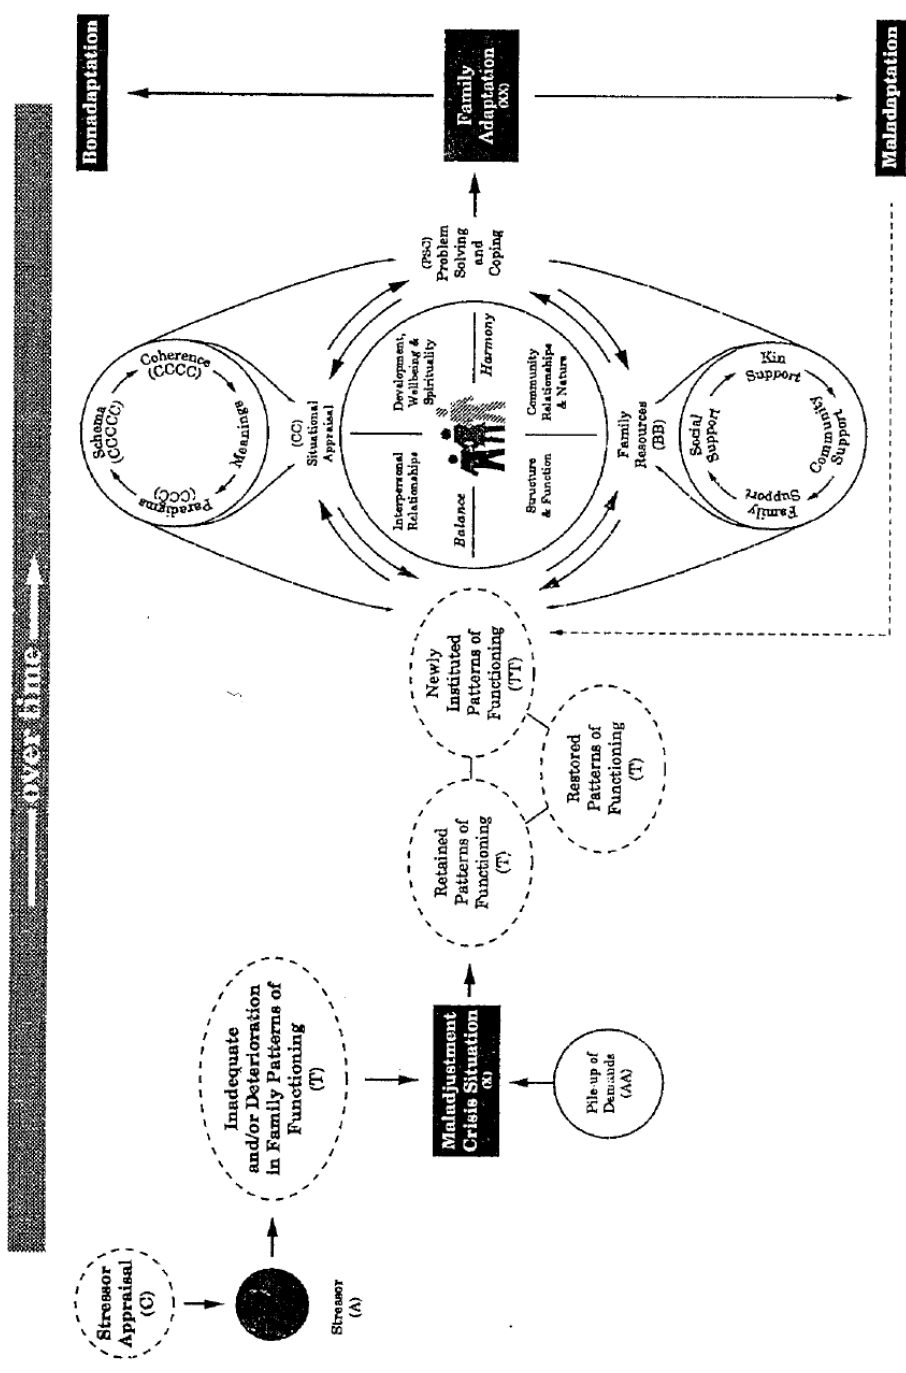 over time
Stressor
Appraisal
(C)
Stressor
(A)
Inadequate
and/or Deterioration
in Family Patterns of
Functioning
(T)
Maladjustment
Crisis Situation
(X)
Pile-up of
Demands
(AA)
Retained
Patterns of
Functioning
(T)
Newly
Instituted
Patterns of
Functioning
(TT)
Restored
Patterns of
Functioning
(T)
Schema
(CCCCC)
Coherence
(CCCC)
Meanings
Paradigms
(CCC)
(CC)
Situational
Appraisal
Interpersonal
Relationships
Development,
Wellbeing &
Spirituality
Balance
Harmony
Structure
& Function
Community
Relationships
& Nature
Family
Resources
(BB)
Social
Support
Kin
Support
Family
Support
Community
Support
(PSC)
Problem
Solving
and
Coping
Family
Adaptation
(XX)
Bonadaptation
Maladaptation